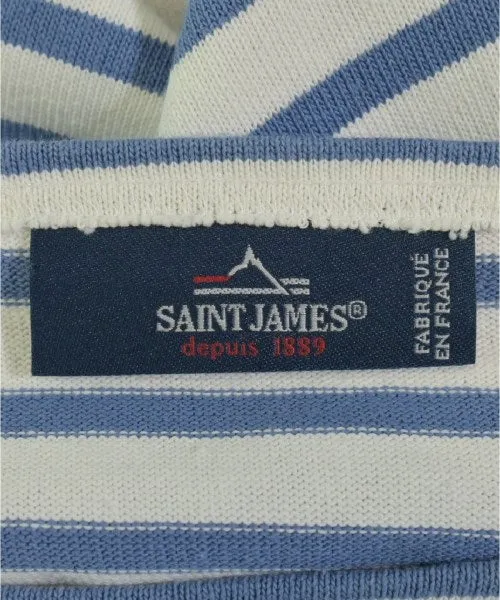 SAINT JAMES®
depuis 1889
FABRIQUÉ
EN FRANCE